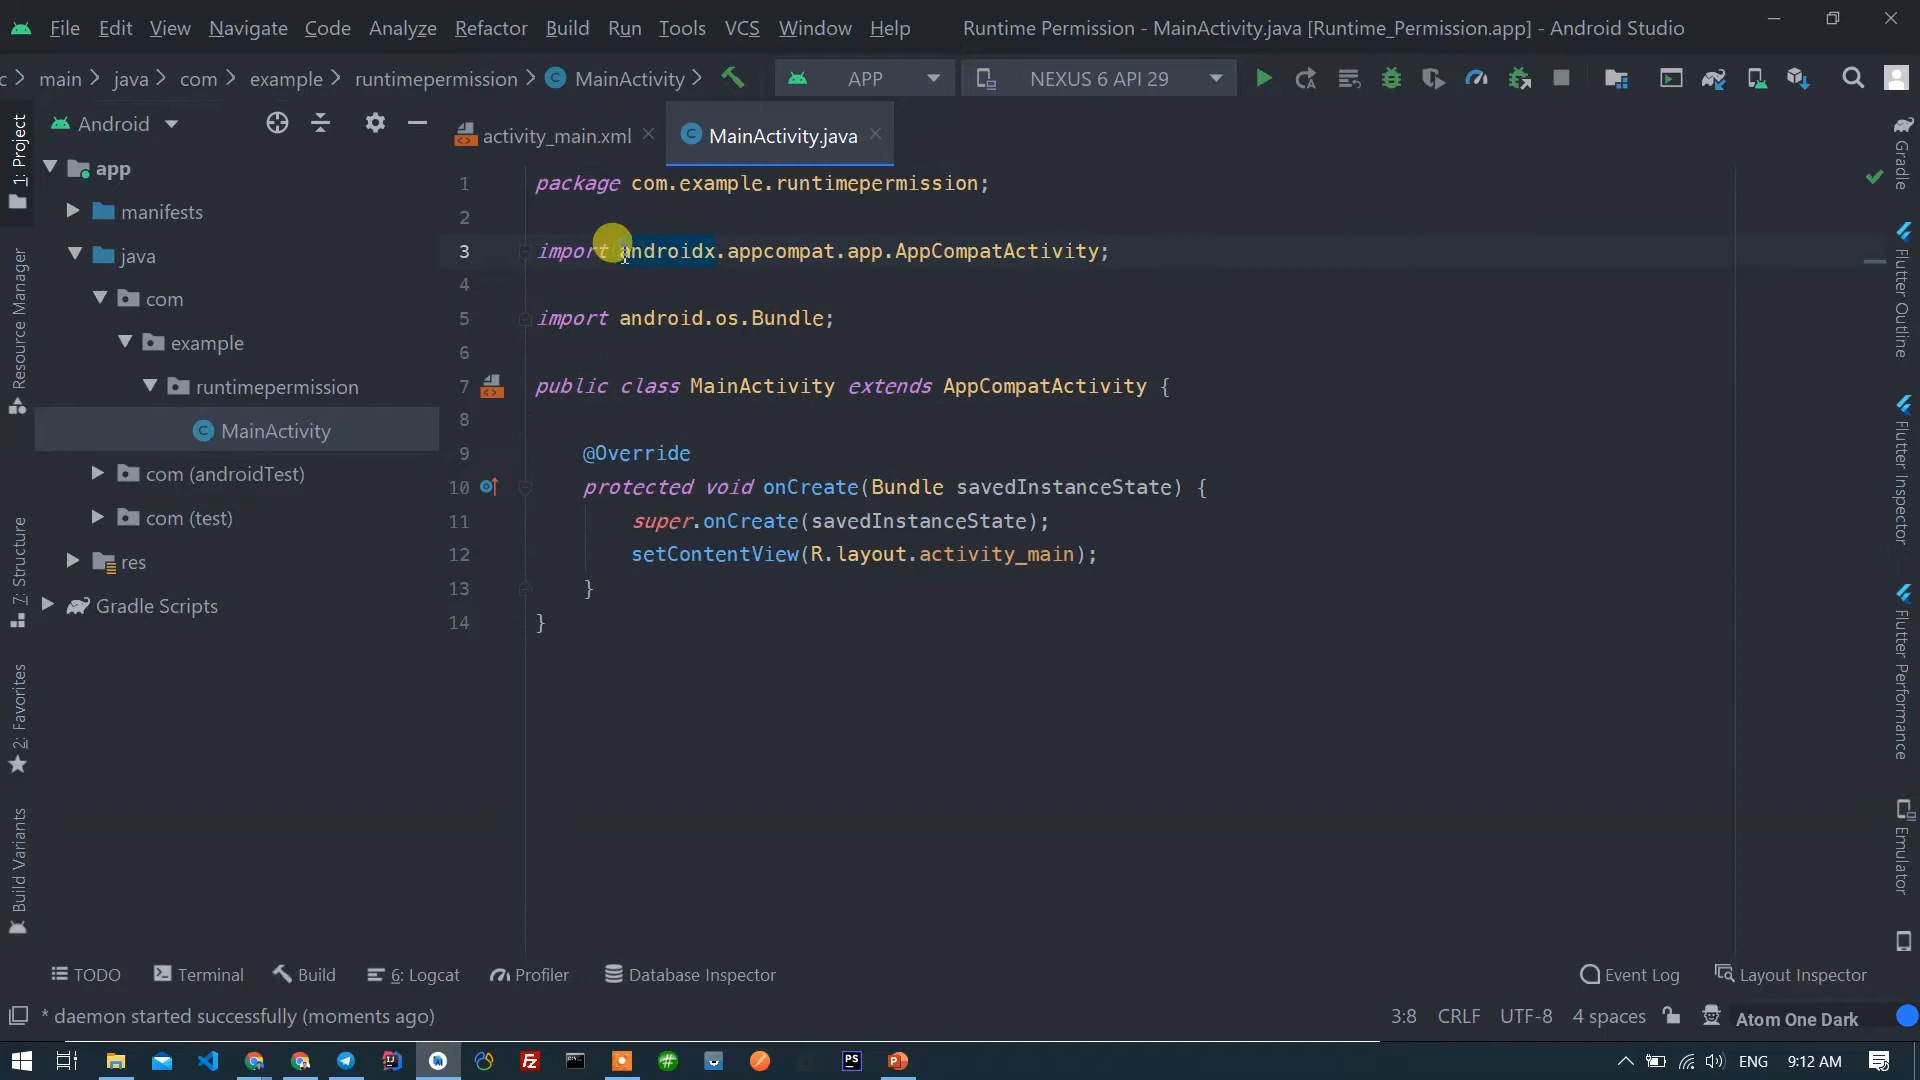 File Edit View Navigate Code Analyze Refactor Build Run Tools VCS Window Help Runtime Permission - MainActivity.java [Runtime_Permission.app] - Android Studio
c main java com example runtimepermission MainActivity APP NEXUS 6 API 29
Android
app
manifests
java
com
example
runtimepermission
MainActivity
com (androidTest)
com (test)
res
Gradle Scripts
activity_main.xml MainActivity.java
1 package com.example.runtimepermission;
2
3 import androidx.appcompat.app.AppCompatActivity;
4
5 import android.os.Bundle;
6
7 public class MainActivity extends AppCompatActivity {
8
9 @Override
10 protected void onCreate(Bundle savedInstanceState) {
11 super.onCreate(savedInstanceState);
12 setContentView(R.layout.activity_main);
13 }
14 }
1: Project
Resource Manager
7: Structure
2: Favorites
Build Variants
Gradle
Flutter Outline
Flutter Inspector
Flutter Performance
Emulator
TODO Terminal Build 6: Logcat Profiler Database Inspector Event Log Layout Inspector
* daemon started successfully (moments ago) 3:8 CRLF UTF-8 4 spaces Atom One Dark
PS ENG 9:12 AM